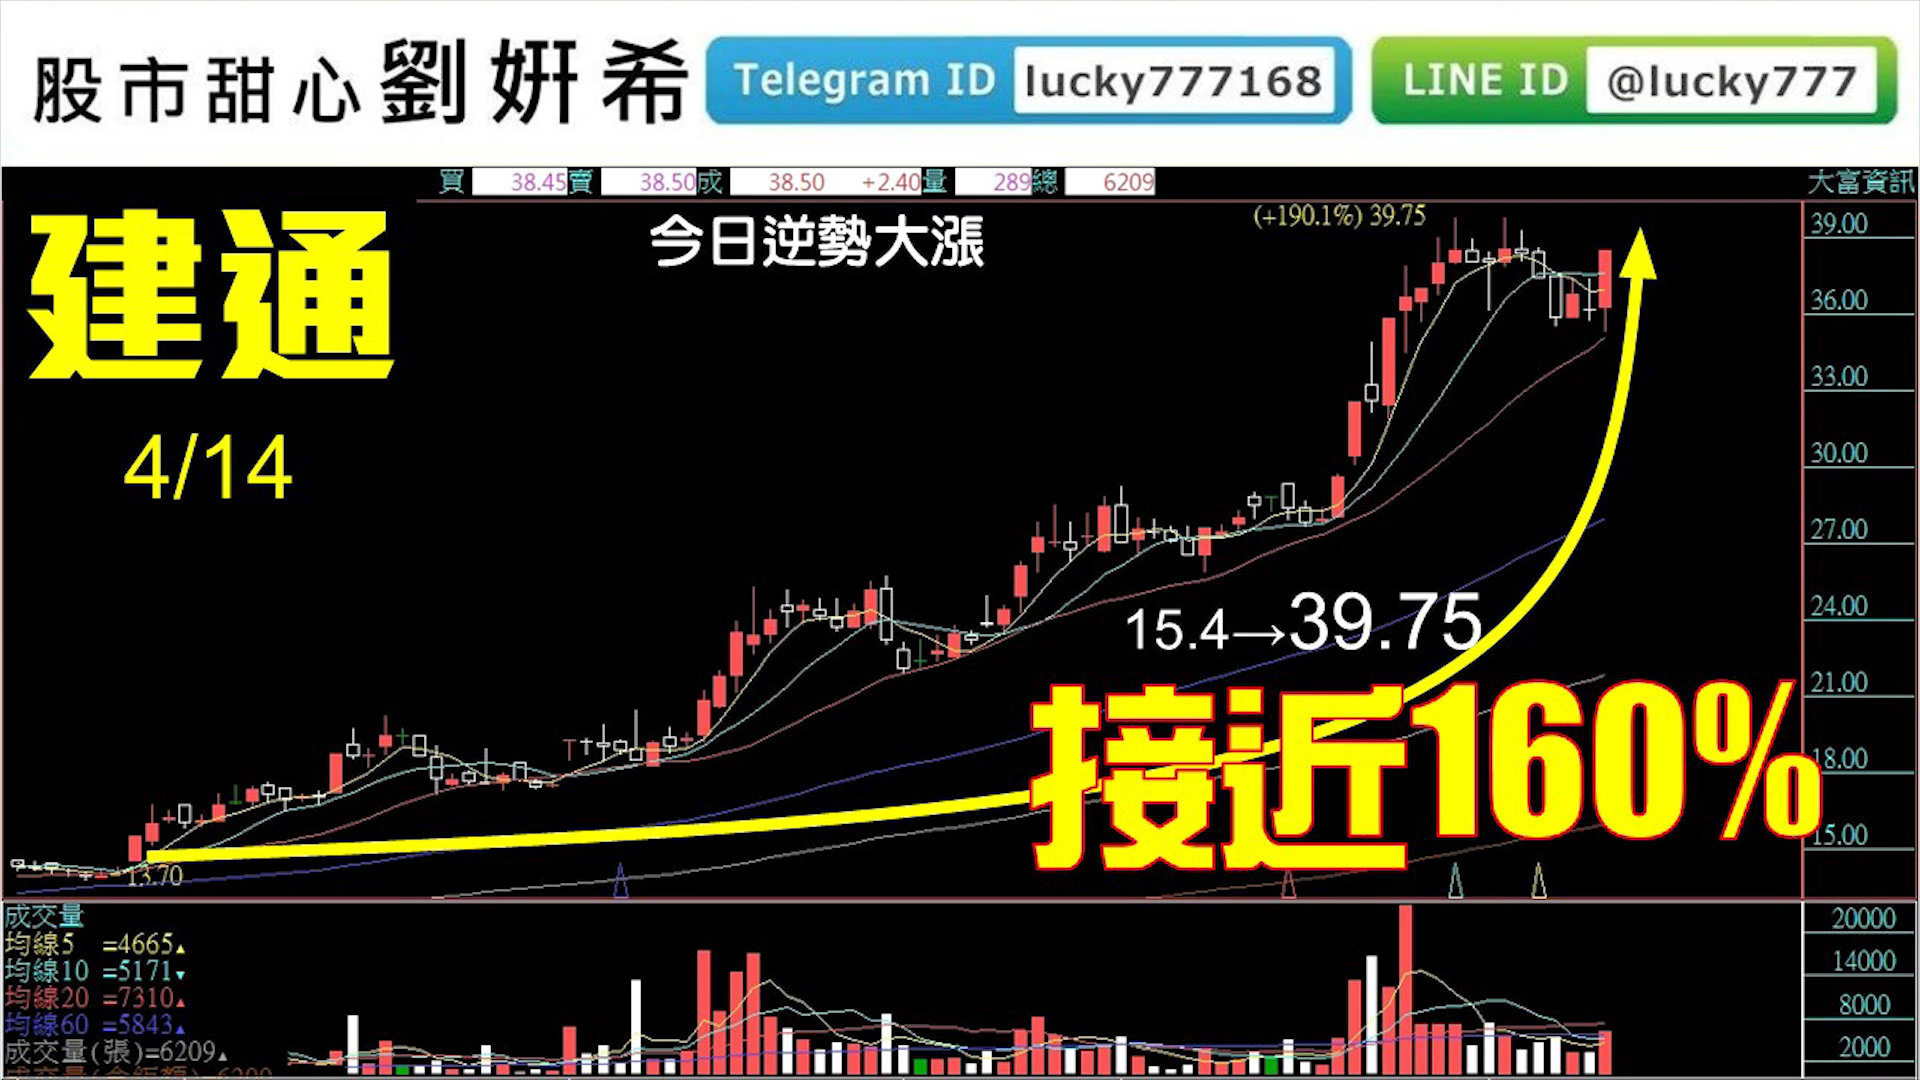 股市甜心劉妍希 Telegram ID lucky777168 LINE ID @lucky777
買 38.45 賣 38.50 成 38.50 +2.40 量 289 總 6209 大富資訊
建通
今日逆勢大漲
(+190.1%) 39.75
4/14
39.00
36.00
33.00
30.00
27.00
24.00
21.00
18.00
15.00
15.4→39.75
接近160%
13.70
成交量
均線5 =4665▲
均線10 =5171▼
均線20 =7310▲
均線60 =5843▲
成交量(張)=6209▲
20000
14000
8000
2000